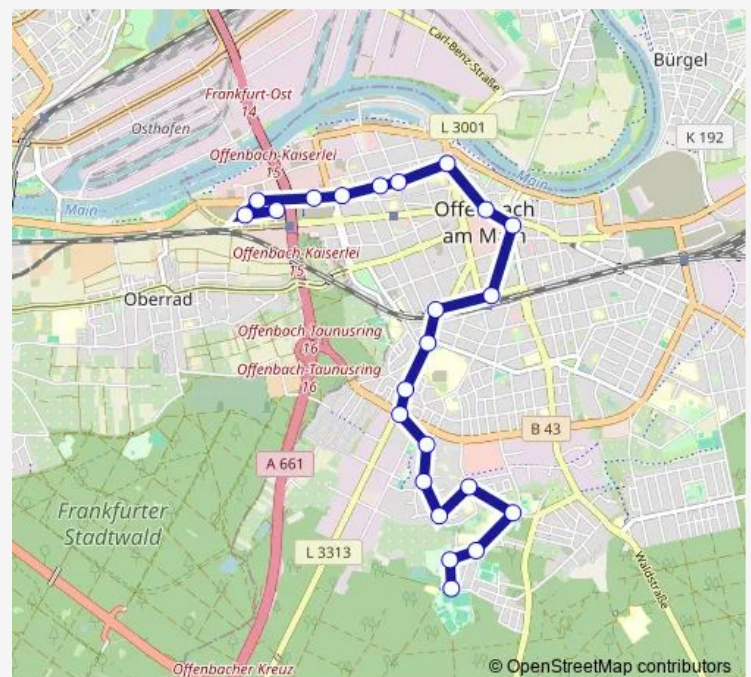 Carl-Benz-Straße
Bürgel
Frankfurt-Ost
14
Osthafen
L 3001
K 192
Offenbach-Kaiserlei
15
Main
Main
Offenbach
am Main
Offenbach-Kaiserlei
15
Oberrad
Offenbach-Taunusring
16
Offenbach-Taunusring
16
B 43
A 661
Frankfurter
Stadtwald
L 3313
Waldstraße
Offenbacher Kreuz
© OpenStreetMap contributors